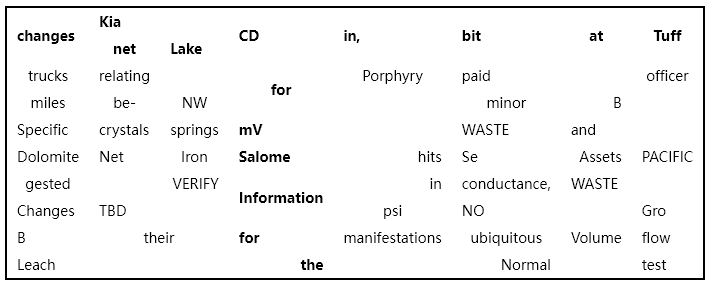 changes Kia CD in, bit at Tuff
net Lake
trucks relating for Porphyry paid officer
miles be- NW minor B
Specific crystals springs mV WASTE and
Dolomite Net Iron Salome hits Se Assets PACIFIC
gested VERIFY Information in conductance, WASTE
Changes TBD psi NO Gro
B their for manifestations ubiquitous Volume flow
Leach the Normal test